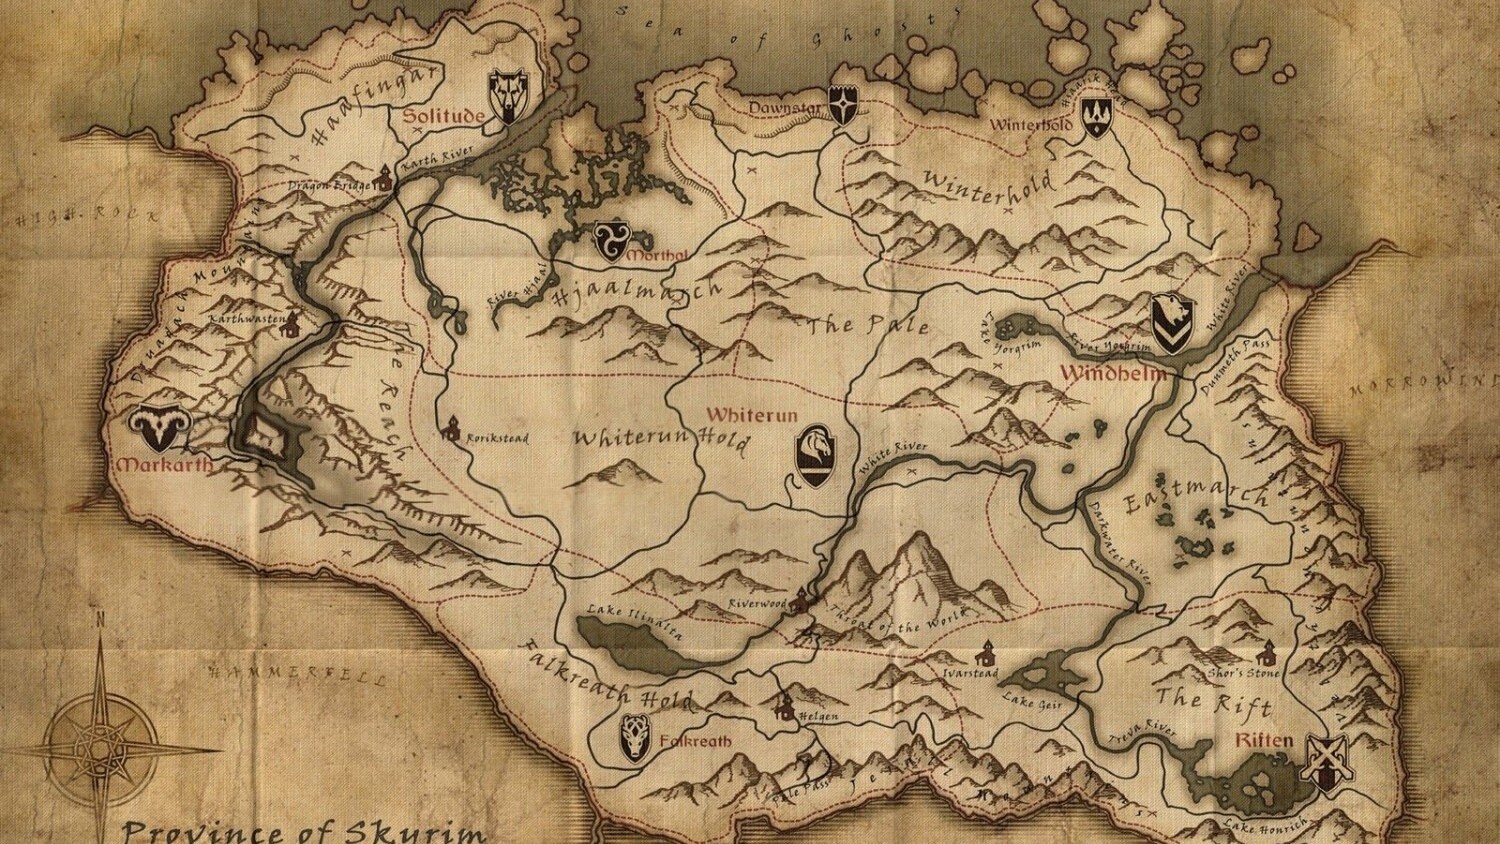 Sea of Ghosts
Haafingar
Solitude
Dawnstar
Winterhold
Karth River
Dragon Bridge
Winterhold
HIGH ROCK
Morthal
River Hjaal
Hjaalmarch
The Pale
Karthwasten
Lake Yorgrim
River Yorgrim
White River
Windhelm
Dunmeth Pass
MORROWIND
The Reach
Markarth
Rorikstead
Whiterun
Whiterun Hold
White River
Eastmarch
Darkwater River
Riverwood
Lake Ilinalta
Throat of the World
Ivarstead
Shor's Stone
HAMMERFELL
Falkreath Hold
Lake Geir
The Rift
Helgen
Falkreath
Treva River
Riften
Pale Pass
Lake Honrich
N
Province of Skyrim